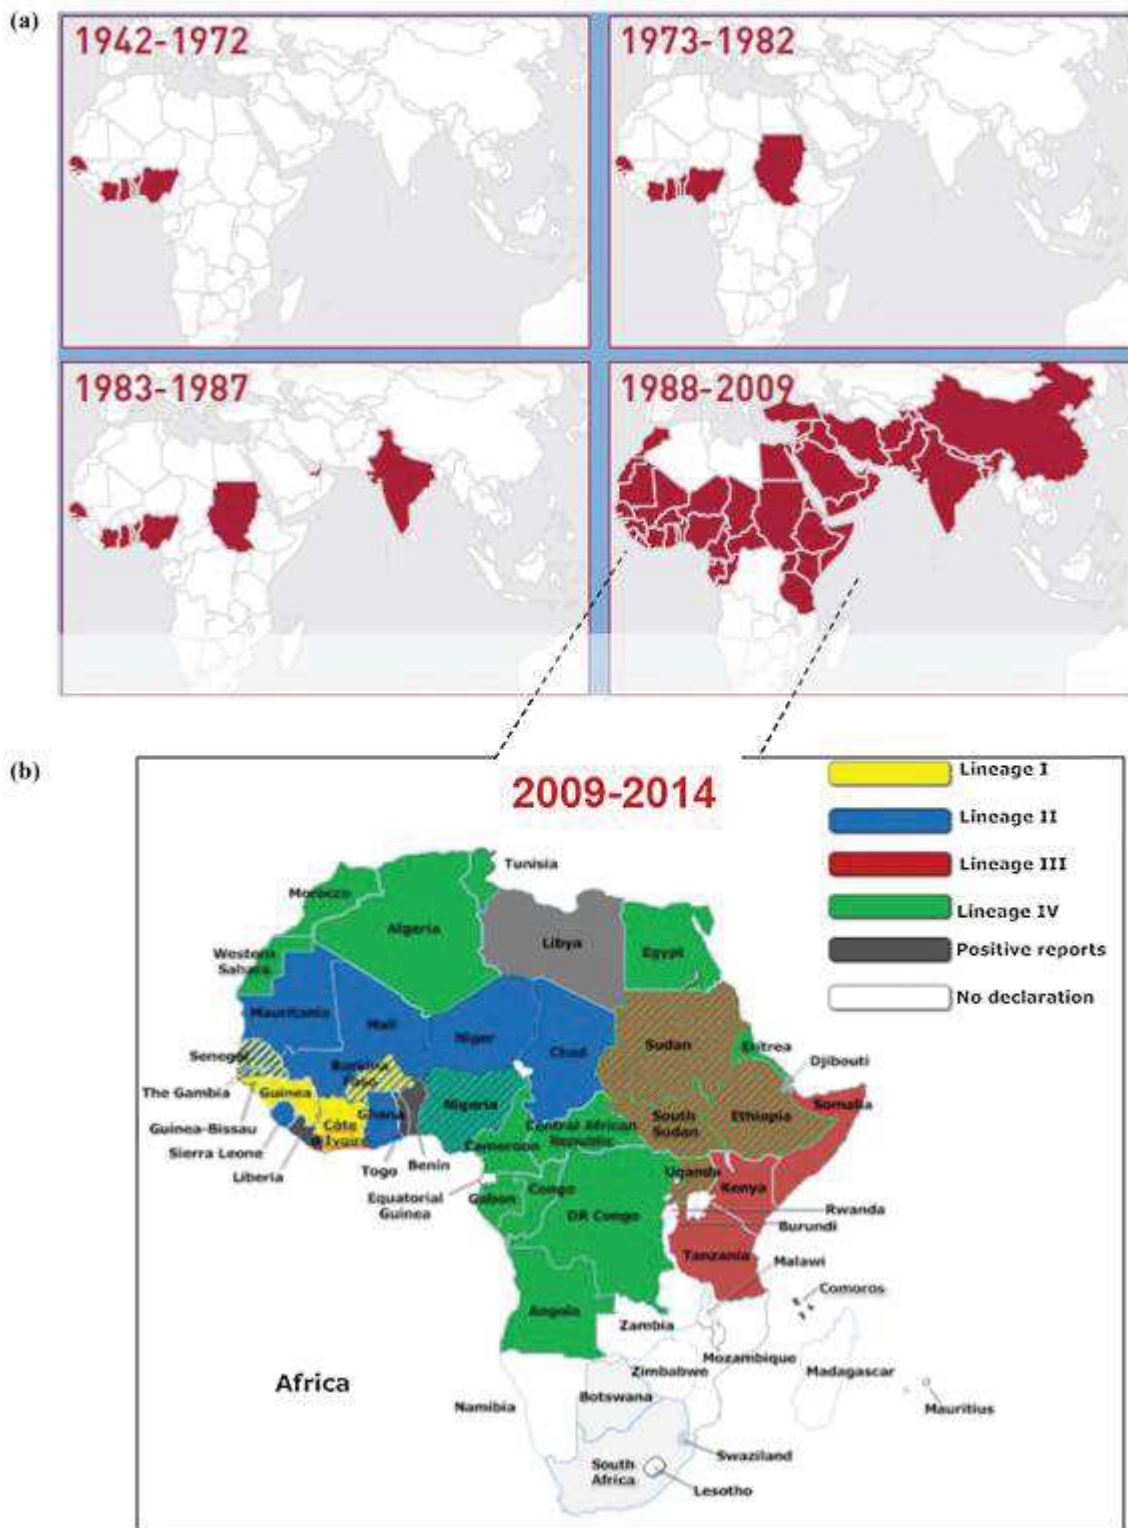 (a)
1942-1972
1973-1982
1983-1987
1988-2009
(b)
2009-2014
Lineage I
Lineage II
Lineage III
Lineage IV
Positive reports
No declaration
Tunisia
Morocco
Algeria
Libya
Egypt
Western
Sahara
Mauritania
Mali
Niger
Chad
Sudan
Eritrea
Djibouti
Senegal
The Gambia
Guinea-Bissau
Guinea
Sierra Leone
Liberia
Côte
d'Ivoire
Burkina
Faso
Ghana
Togo
Benin
Nigeria
Cameroon
Central African
Republic
South
Sudan
Ethiopia
Somalia
Equatorial
Guinea
Gabon
Congo
DR Congo
Uganda
Kenya
Rwanda
Burundi
Tanzania
Malawi
Comoros
Angola
Zambia
Mozambique
Zimbabwe
Madagascar
Mauritius
Botswana
Namibia
Swaziland
South
Africa
Lesotho
Africa